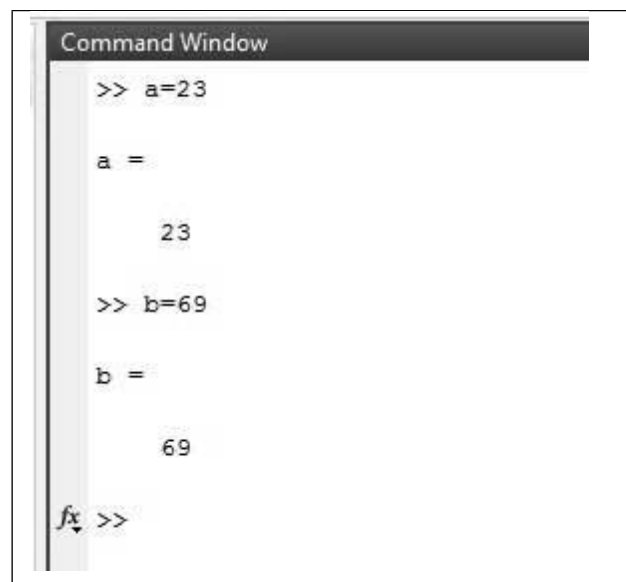 Command Window
>> a=23
a =
23
>> b=69
b =
69
fx >>